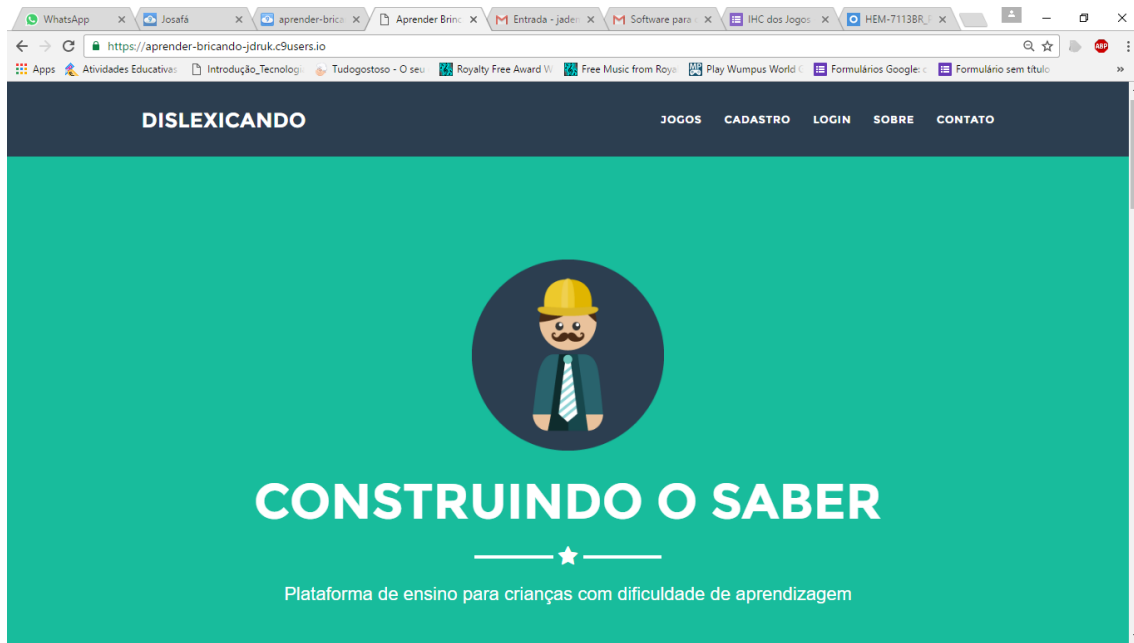 WhatsApp
Josafá
aprender-brica
Aprender Brinc
Entrada - jaden
Software para
IHC dos Jogos
HEM-7113BR_
https://aprender-bricando-jdruk.c9users.io
ABP
Apps
Atividades Educativas
Introdução_Tecnologi
Tudogostoso - O seu
Royalty Free Award W
Free Music from Roya
Play Wumpus World
Formulários Google:
Formulário sem título
DISLEXICANDO
JOGOS CADASTRO LOGIN SOBRE CONTATO
CONSTRUINDO O SABER
Plataforma de ensino para crianças com dificuldade de aprendizagem